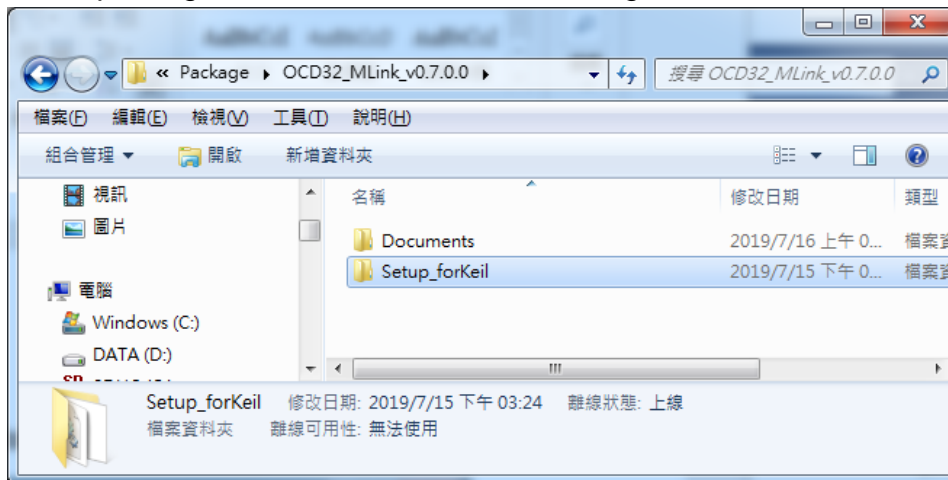 « Package ▸ OCD32_MLink_v0.7.0.0 ▸ 搜尋 OCD32_MLink_v0.7.0.0
檔案(F) 編輯(E) 檢視(V) 工具(T) 說明(H)
組合管理 開啟 新增資料夾
視訊
圖片
電腦
Windows (C:)
DATA (D:)
名稱 修改日期 類型
Documents 2019/7/16 上午 0... 檔案
Setup_forKeil 2019/7/15 下午 0... 檔案
Setup_forKeil 修改日期: 2019/7/15 下午 03:24 離線狀態: 上線
檔案資料夾 離線可用性: 無法使用